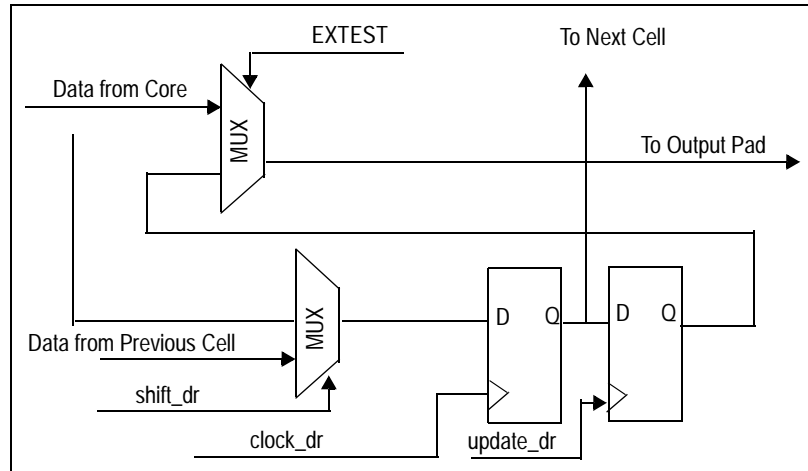 EXTEST
To Next Cell
Data from Core
MUX
To Output Pad
MUX
D Q
D Q
Data from Previous Cell
shift_dr
clock_dr
update_dr